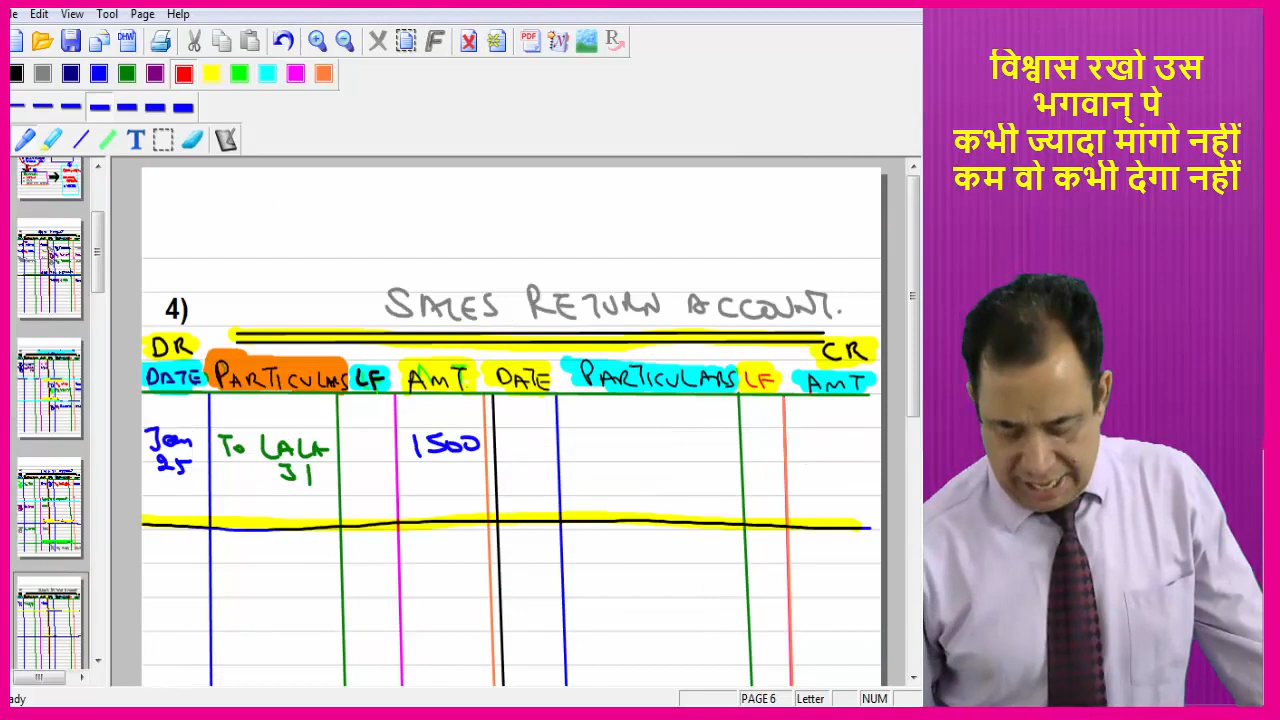 Edit View Tool Page Help
4) SALES RETURN ACCOUNT.
DR CR
DATE PARTICULARS LF AMT DATE PARTICULARS LF AMT
Jan To LALA 1500
25 31
PAGE 6 Letter NUM
विश्वास रखो उस
भगवान् पे
कभी ज्यादा मांगो नहीं
कम वो कभी देगा नहीं